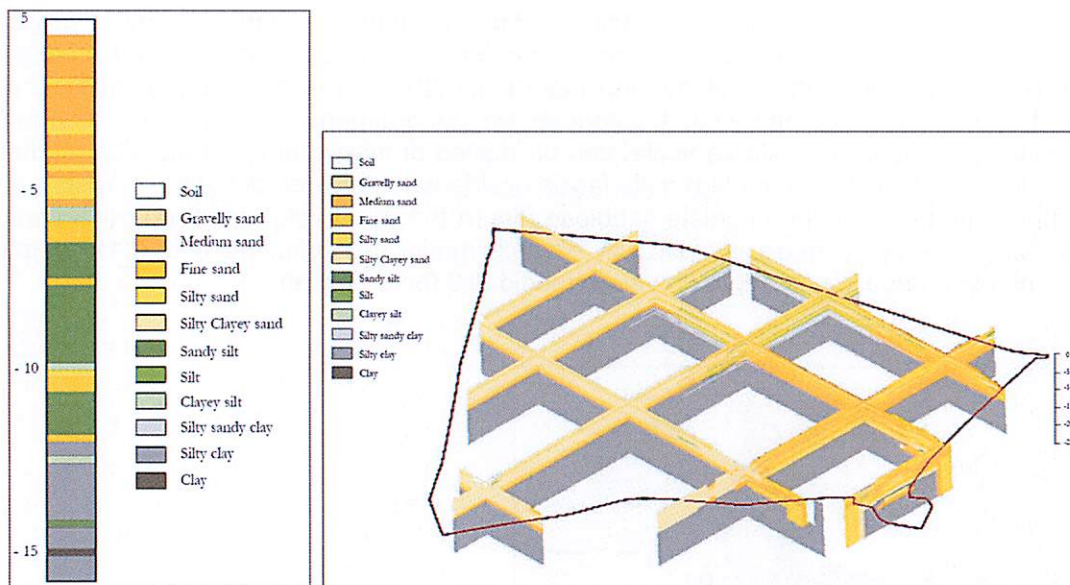 5
- 5
- 10
- 15
Soil
Gravelly sand
Medium sand
Fine sand
Silty sand
Silty Clayey sand
Sandy silt
Silt
Clayey silt
Silty sandy clay
Silty clay
Clay
Soil
Gravelly sand
Medium sand
Fine sand
Silty sand
Silty Clayey sand
Sandy silt
Silt
Clayey silt
Silty sandy clay
Silty clay
Clay
0